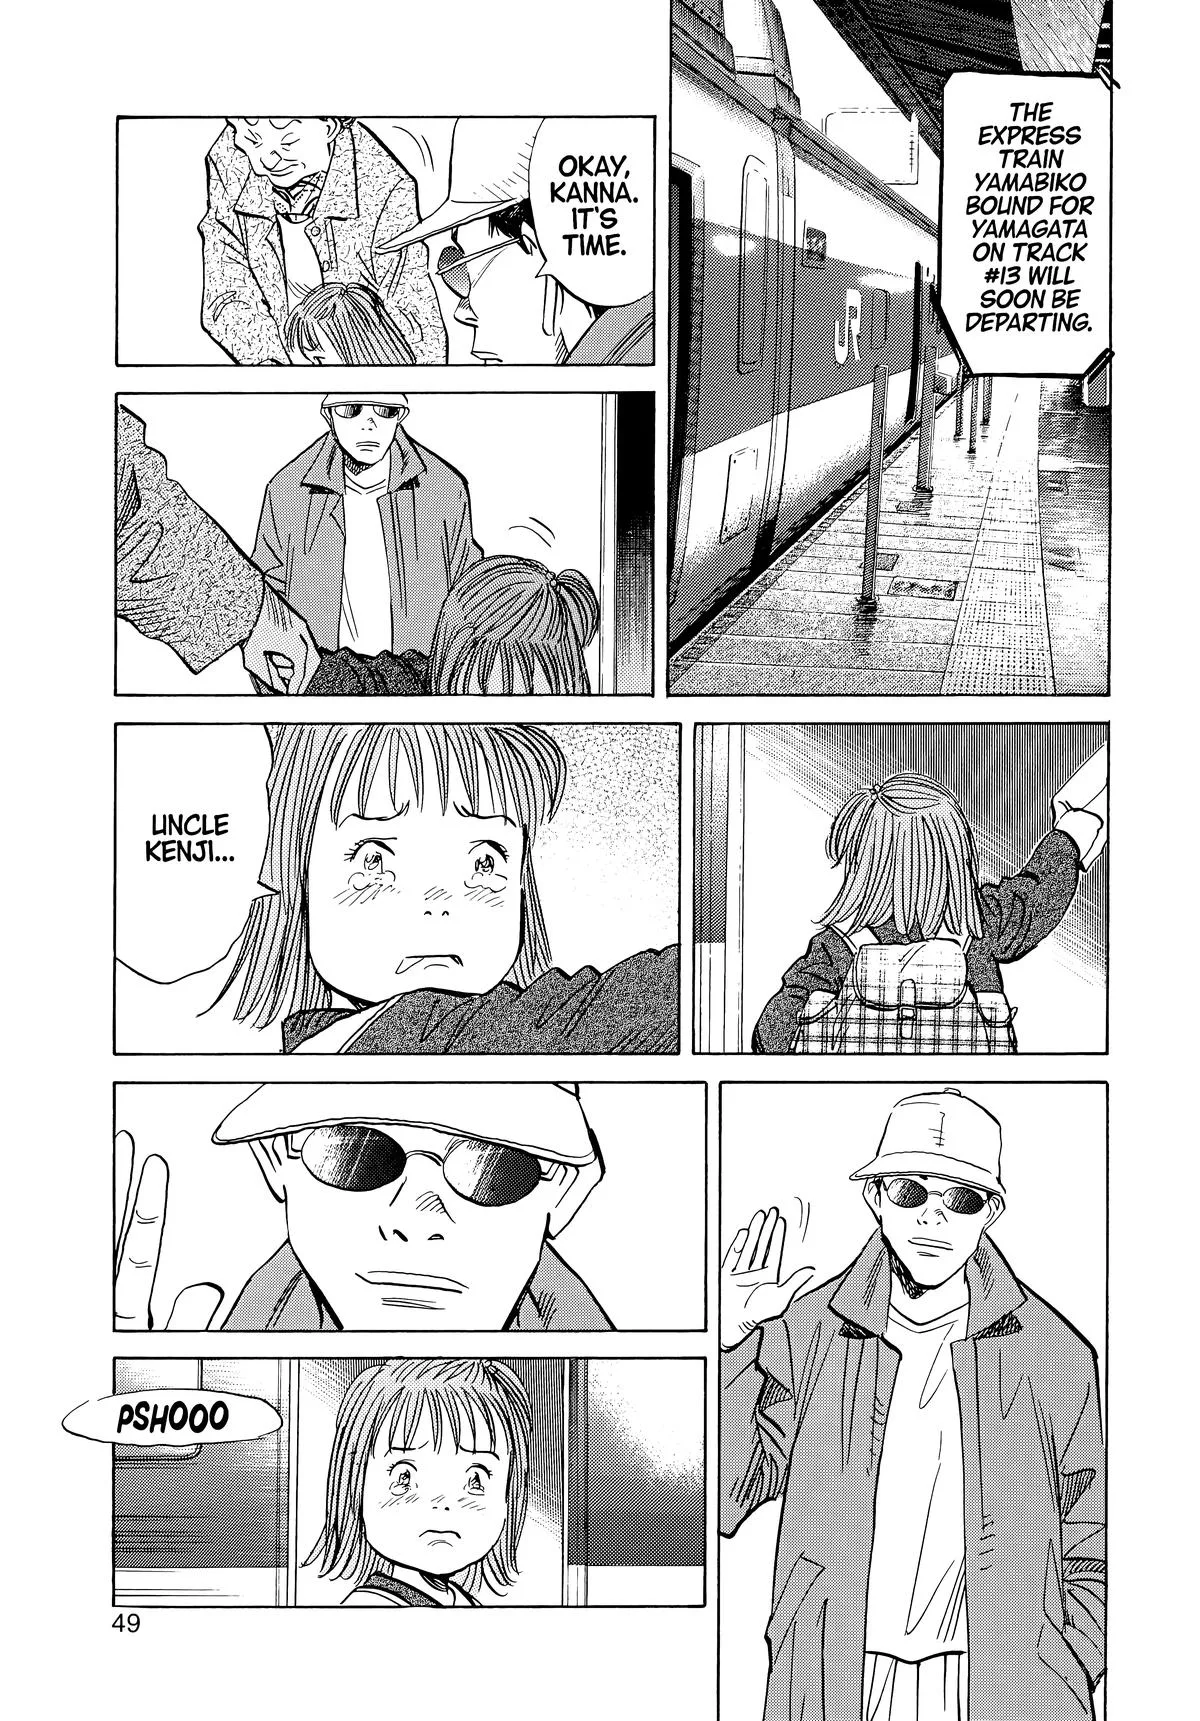 THE
EXPRESS
TRAIN
YAMABIKO
BOUND FOR
YAMAGATA
ON TRACK
#13 WILL
SOON BE
DEPARTING.
JR
OKAY,
KANNA.
IT'S
TIME.
UNCLE
KENJI...
PSHOOO
49